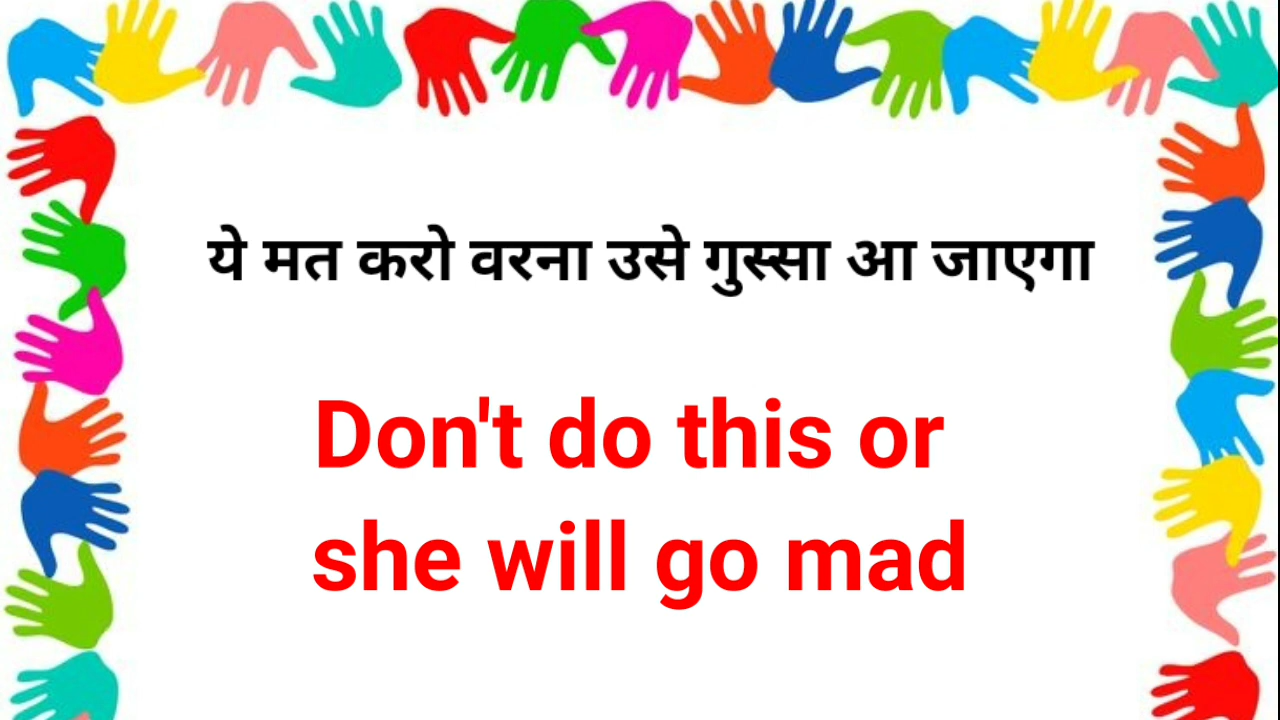 ये मत करो वरना उसे गुस्सा आ जाएगा
Don't do this or
she will go mad